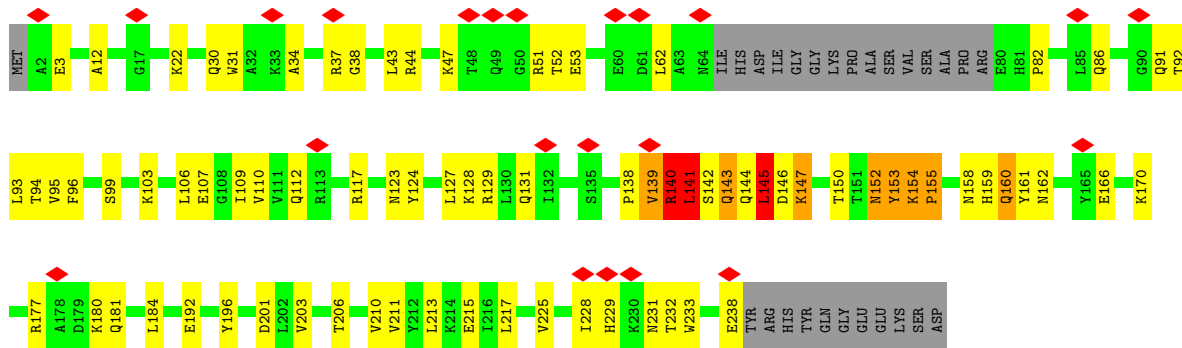 MET A2 E3 A12 G17 K22 Q30 W31 A32 K33 A34 R37 G38 L43 R44 K47 T48 Q49 G50 R51 T52 E53 E60 D61 L62 A63 N64 ILE HIS ASP ILE GLY GLY LYS PRO ALA SER VAL SER ALA PRO ARG E80 H81 P82 L85 Q86 G90 Q91 T92
L93 T94 V95 F96 S99 K103 L106 E107 G108 I109 V110 V111 Q112 R113 R117 N123 Y124 L127 K128 R129 L130 Q131 I132 S135 P138 V139 R140 L141 S142 Q143 Q144 L145 D146 K147 T150 T151 N152 Y153 K154 P155 N158 H159 Q160 Y161 N162 Y165 E166 K170
R177 A178 D179 K180 Q181 L184 E192 Y196 D201 L202 V203 T206 V210 V211 Y212 L213 K214 E215 I216 L217 V225 I228 H229 K230 N231 T232 W233 E238 TYR ARG HIS TYR GLN GLY GLU GLU LYS SER ASP